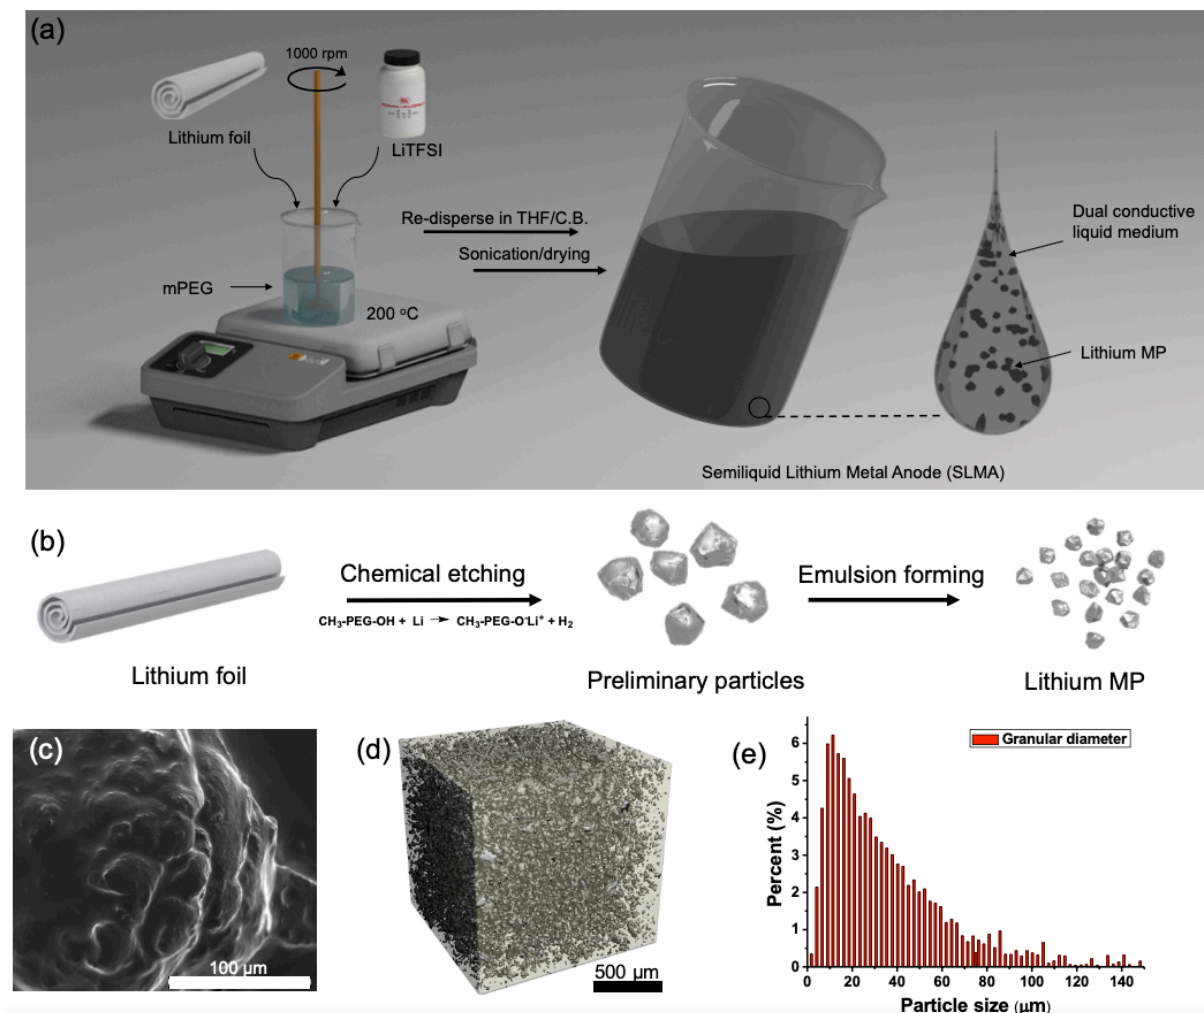 (a)
1000 rpm
Lithium foil
LiTFSI
mPEG
200 °C
Re-disperse in THF/C.B.
Sonication/drying
Dual conductive
liquid medium
Lithium MP
Semiliquid Lithium Metal Anode (SLMA)
(b)
Chemical etching
CH₃-PEG-OH + Li → CH₃-PEG-O⁻Li⁺ + H₂
Emulsion forming
Lithium foil
Preliminary particles
Lithium MP
(c)
100 µm
(d)
500 µm
(e)
Granular diameter
Percent (%)
6
5
4
3
2
1
0
0 20 40 60 80 100 120 140
Particle size (µm)